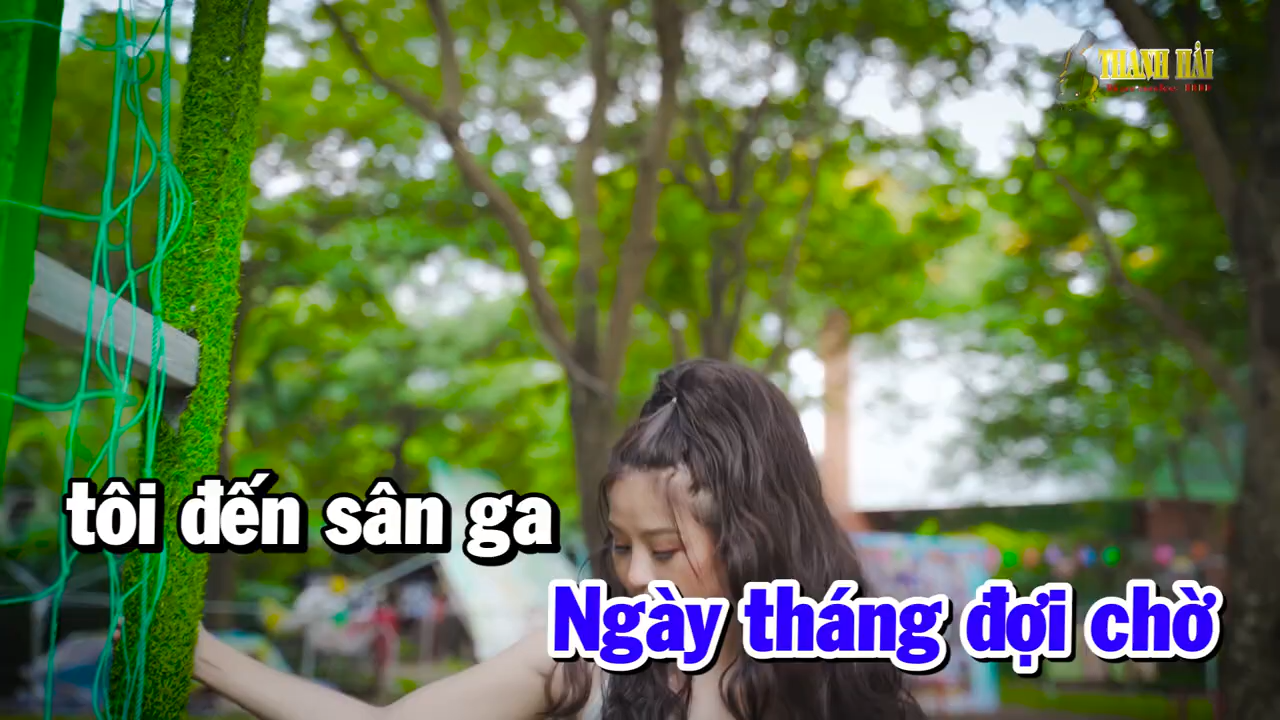 THANH HẢI
tôi đến sân ga
Ngày tháng đợi chờ